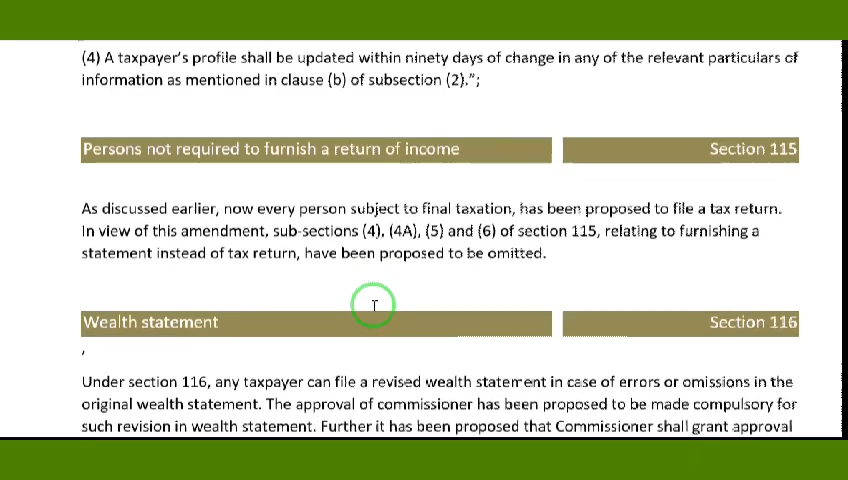 (4) A taxpayer's profile shall be updated within ninety days of change in any of the relevant particulars of
information as mentioned in clause (b) of subsection (2).";
Persons not required to furnish a return of income Section 115
As discussed earlier, now every person subject to final taxation, has been proposed to file a tax return.
In view of this amendment, sub-sections (4), (4A), (5) and (6) of section 115, relating to furnishing a
statement instead of tax return, have been proposed to be omitted.
Wealth statement Section 116
,
Under section 116, any taxpayer can file a revised wealth statement in case of errors or omissions in the
original wealth statement. The approval of commissioner has been proposed to be made compulsory for
such revision in wealth statement. Further it has been proposed that Commissioner shall grant approval